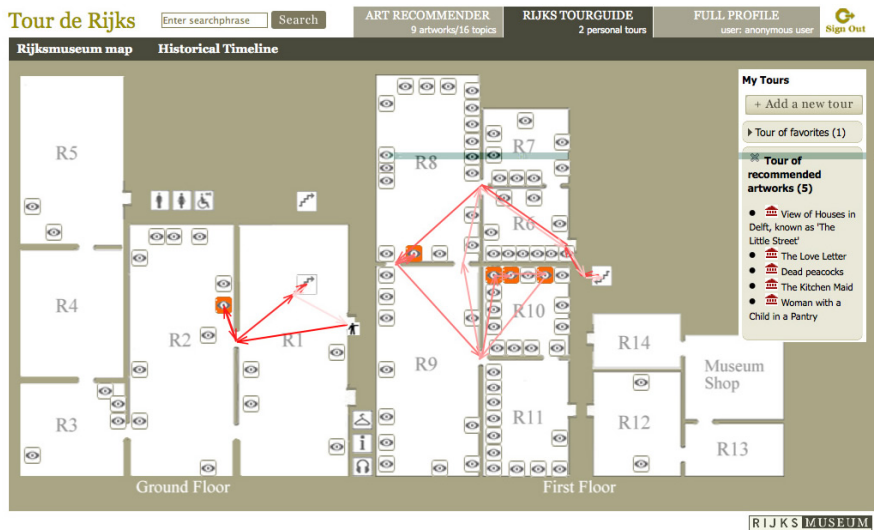 Tour de Rijks
Enter searchphrase
Search
ART RECOMMENDER
9 artworks/16 topics
RIJKS TOURGUIDE
2 personal tours
FULL PROFILE
user: anonymous user
Sign Out
Rijksmuseum map
Historical Timeline
My Tours
+ Add a new tour
Tour of favorites (1)
Tour of
recommended
artworks (5)
View of Houses in
Delft, known as 'The
Little Street'
The Love Letter
Dead peacocks
The Kitchen Maid
Woman with a
Child in a Pantry
R5
R4
R3
R2
R1
R8
R7
R6
R10
R9
R11
R14
R12
R13
Museum
Shop
i
Ground Floor
First Floor
RIJKS MUSEUM